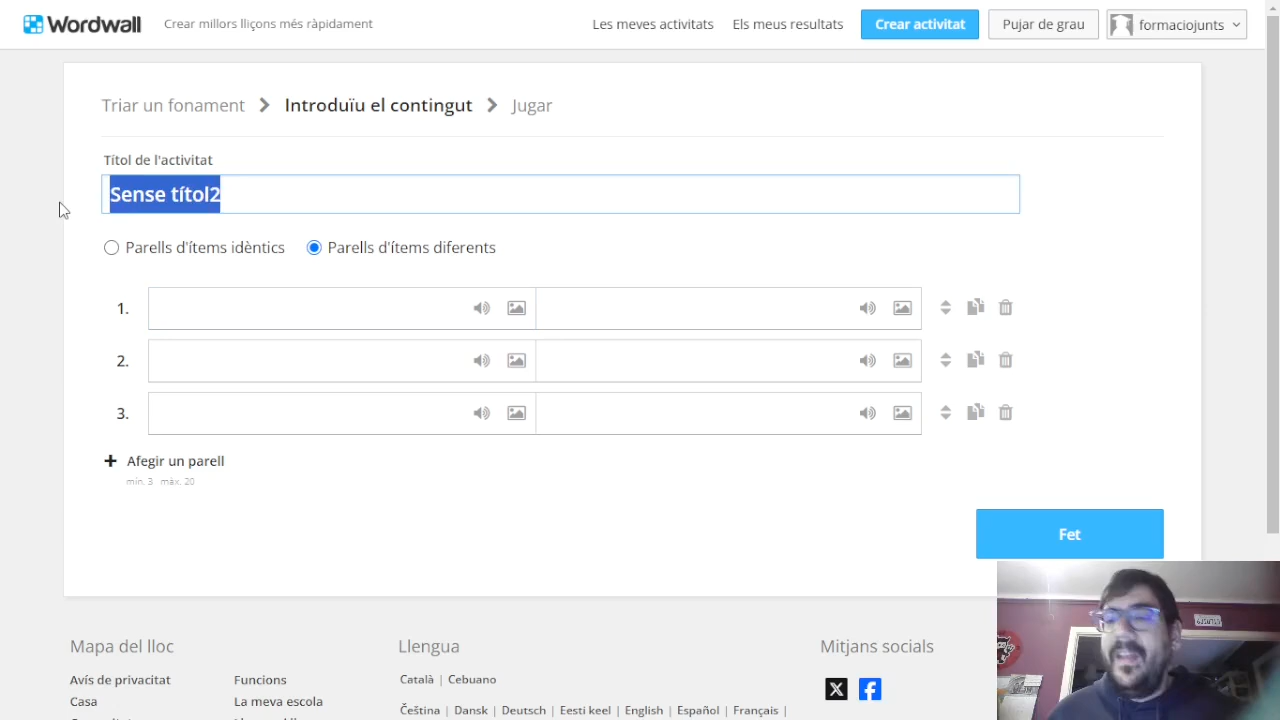 Wordwall Crear millors lliçons més ràpidament Les meves activitats Els meus resultats Crear activitat Pujar de grau formaciojunts
Triar un fonament Introduïu el contingut Jugar
Títol de l'activitat
Sense títol2
Parells d'ítems idèntics Parells d'ítems diferents
1.
2.
3.
+ Afegir un parell
mín. 3 màx. 20
Fet
Mapa del lloc Llengua Mitjans socials
Avís de privacitat Funcions Català | Cebuano
Casa La meva escola
Čeština | Dansk | Deutsch | Eesti keel | English | Español | Français |